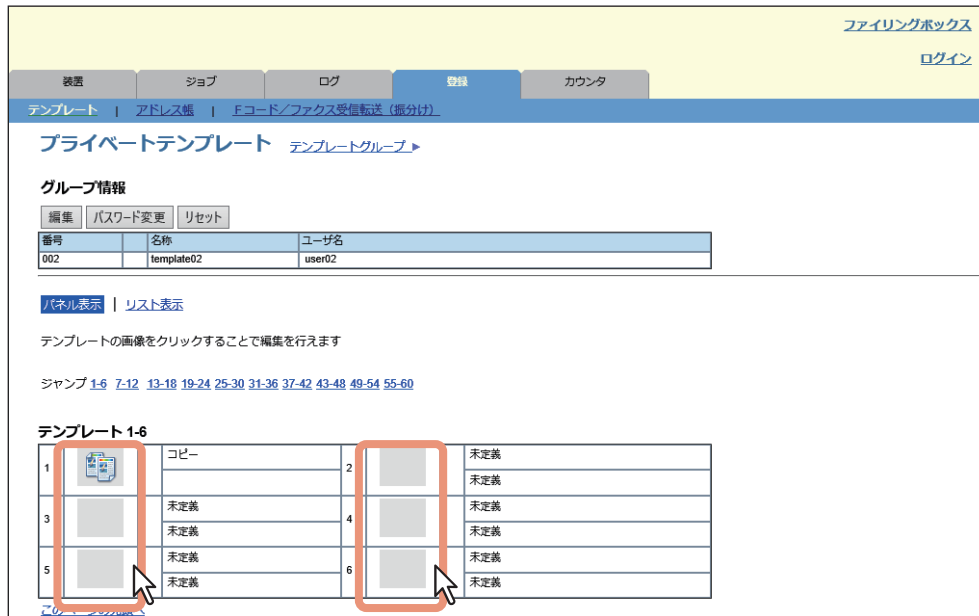 ファイリングボックス
ログイン
装置 ジョブ ログ 登録 カウンタ
テンプレート | アドレス帳 | Fコード／ファクス受信転送（振分け）
プライベートテンプレート テンプレートグループ ▶
グループ情報
編集 パスワード変更 リセット
番号 名称 ユーザ名
002 template02 user02
パネル表示 | リスト表示
テンプレートの画像をクリックすることで編集を行えます
ジャンプ 1-6 7-12 13-18 19-24 25-30 31-36 37-42 43-48 49-54 55-60
テンプレート 1-6
1 コピー 2 未定義
未定義
3 未定義 4 未定義
未定義 未定義
5 未定義 6 未定義
未定義 未定義